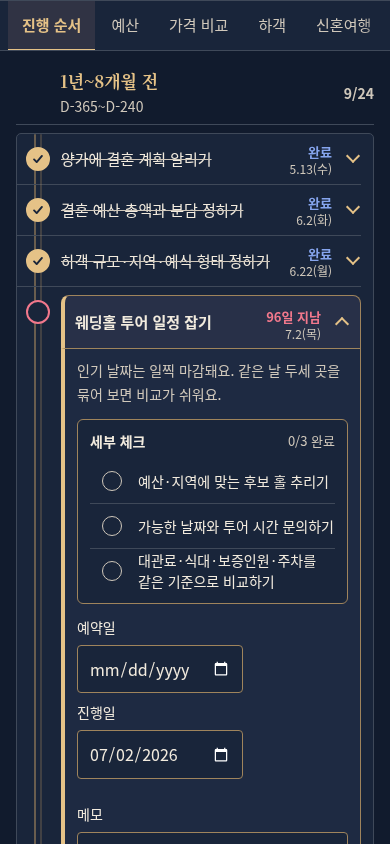 진행 순서 예산 가격 비교 하객 신혼여행
1년~8개월 전
D-365~D-240
9/24
양가에 결혼 계획 알리기
완료
5.13(수)
결혼 예산 총액과 분담 정하기
완료
6.2(화)
하객 규모·지역·예식 형태 정하기
완료
6.22(월)
웨딩홀 투어 일정 잡기
96일 지남
7.2(목)
인기 날짜는 일찍 마감돼요. 같은 날 두세 곳을
묶어 보면 비교가 쉬워요.
세부 체크 0/3 완료
예산·지역에 맞는 후보 홀 추리기
가능한 날짜와 투어 시간 문의하기
대관료·식대·보증인원·주차를
같은 기준으로 비교하기
예약일
mm/dd/yyyy
진행일
07/02/2026
메모